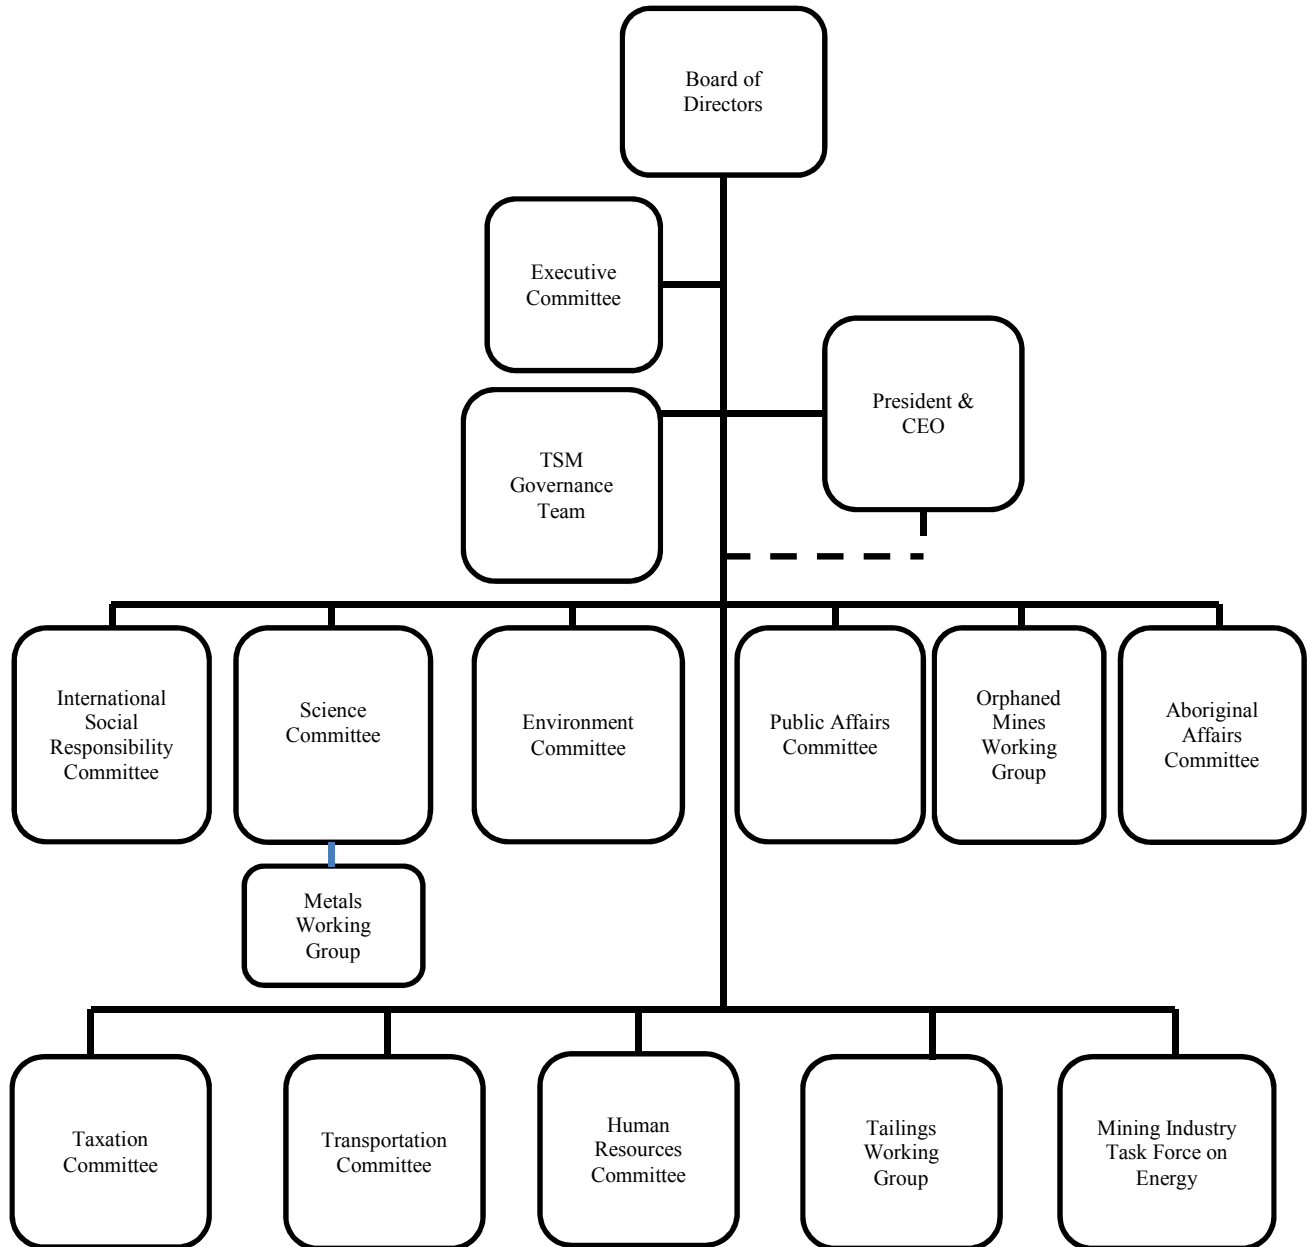 Board of
Directors
Executive
Committee
President &
CEO
TSM
Governance
Team
International
Social
Responsibility
Committee
Science
Committee
Environment
Committee
Public Affairs
Committee
Orphaned
Mines
Working
Group
Aboriginal
Affairs
Committee
Metals
Working
Group
Taxation
Committee
Transportation
Committee
Human
Resources
Committee
Tailings
Working
Group
Mining Industry
Task Force on
Energy